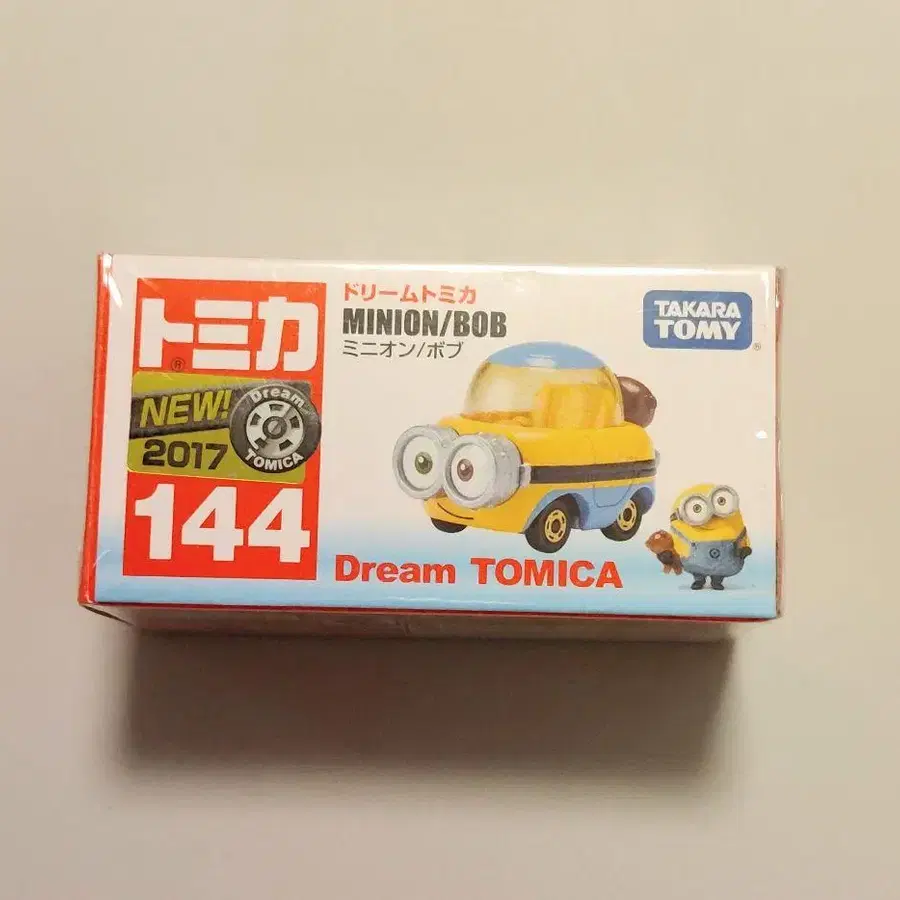 トミカ
®
NEW!
2017
Dream
TOMICA
144
ドリームトミカ
MINION/BOB
ミニオン/ボブ
Dream TOMICA
TAKARA
TOMY
®